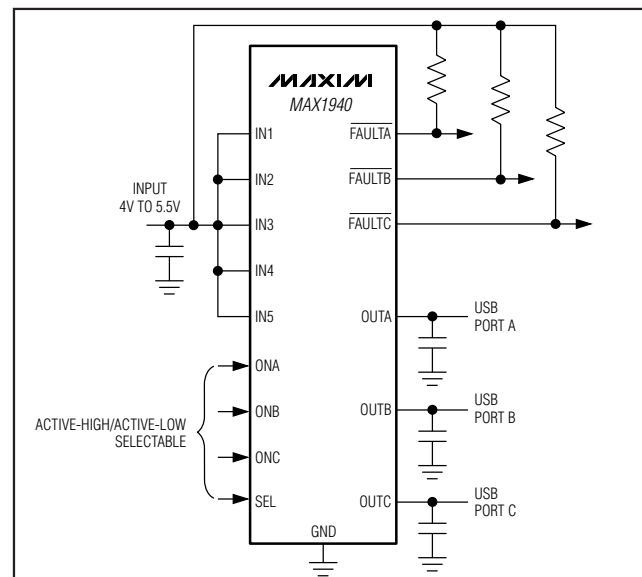 MAXIM
MAX1940
IN1
FAULTA
IN2
FAULTB
INPUT
4V TO 5.5V
IN3
FAULTC
IN4
IN5
OUTA
USB
PORT A
ONA
ONB
OUTB
USB
PORT B
ACTIVE-HIGH/ACTIVE-LOW
SELECTABLE
ONC
SEL
OUTC
USB
PORT C
GND